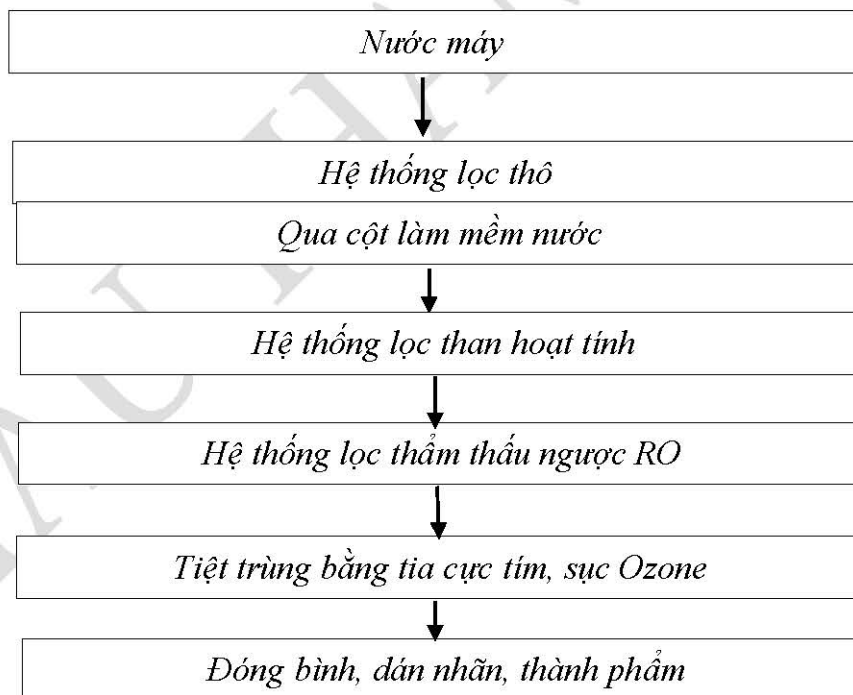 Nước máy
Hệ thống lọc thô
Qua cột làm mềm nước
Hệ thống lọc than hoạt tính
Hệ thống lọc thẩm thấu ngược RO
Tiệt trùng bằng tia cực tím, sục Ozone
Đóng bình, dán nhãn, thành phẩm